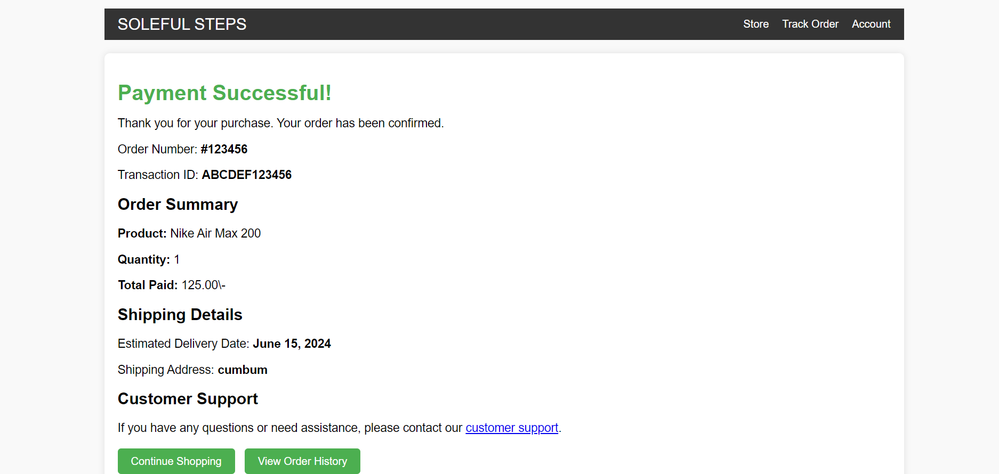 SOLEFUL STEPS
Store Track Order Account
Payment Successful!
Thank you for your purchase. Your order has been confirmed.
Order Number: #123456
Transaction ID: ABCDEF123456
Order Summary
Product: Nike Air Max 200
Quantity: 1
Total Paid: 125.00\-
Shipping Details
Estimated Delivery Date: June 15, 2024
Shipping Address: cumbum
Customer Support
If you have any questions or need assistance, please contact our customer support.
Continue Shopping View Order History